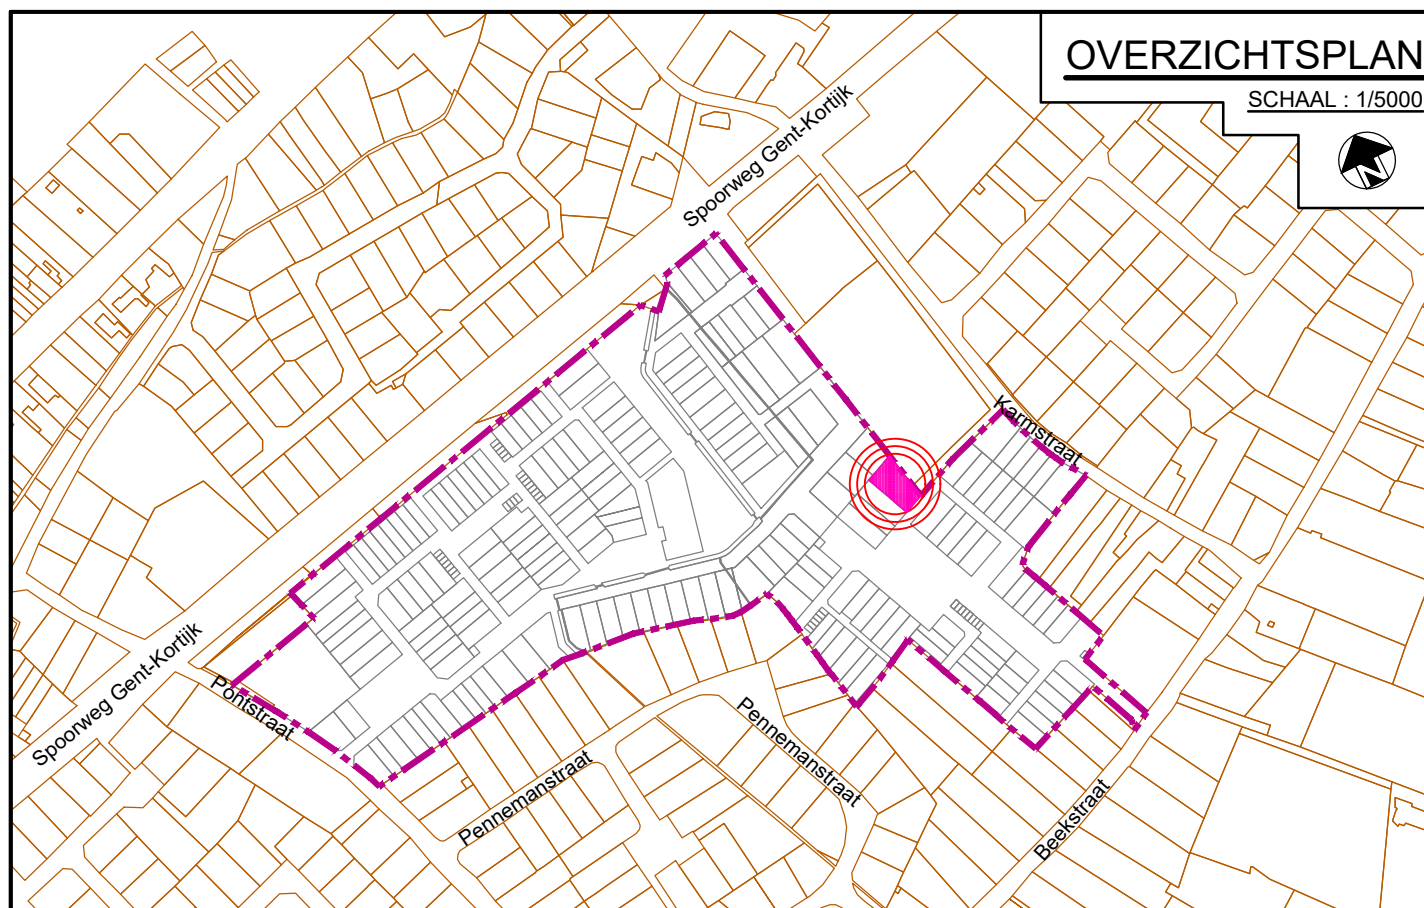 OVERZICHTSPLAN
SCHAAL : 1/5000
N
Spoorweg Gent-Kortijk
Karmstraat
Spoorweg Gent-Kortijk
Pontstraat
Pennemanstraat
Pennemanstraat
Beekstraat